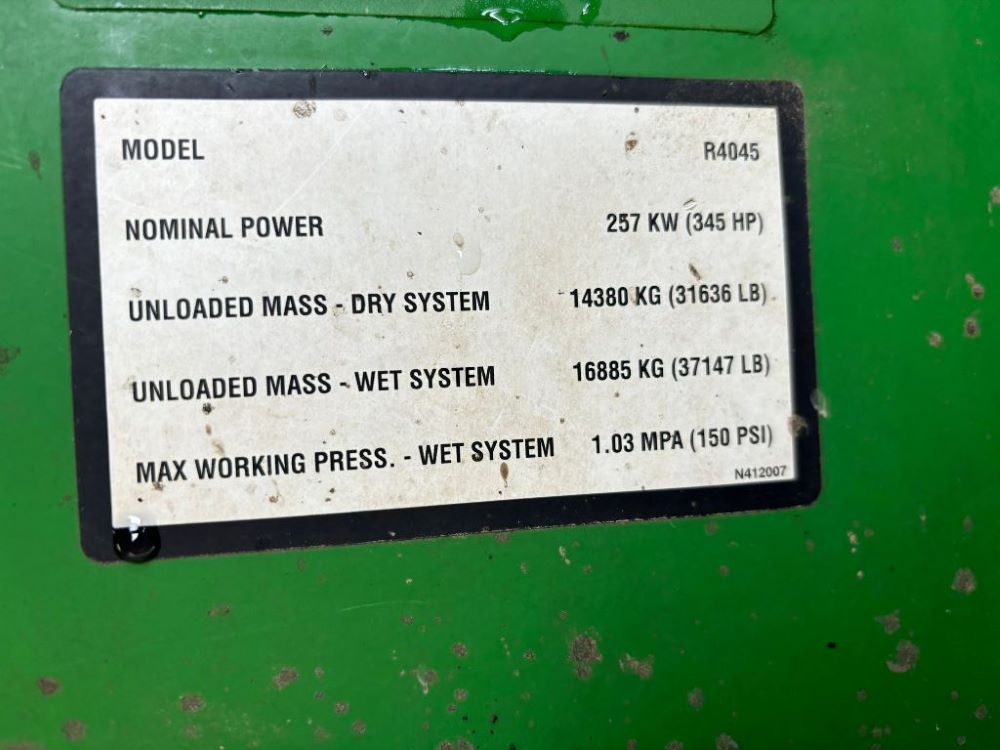 MODEL R4045
NOMINAL POWER 257 KW (345 HP)
UNLOADED MASS - DRY SYSTEM 14380 KG (31636 LB)
UNLOADED MASS - WET SYSTEM 16885 KG (37147 LB)
MAX WORKING PRESS. - WET SYSTEM 1.03 MPA (150 PSI)
N412007